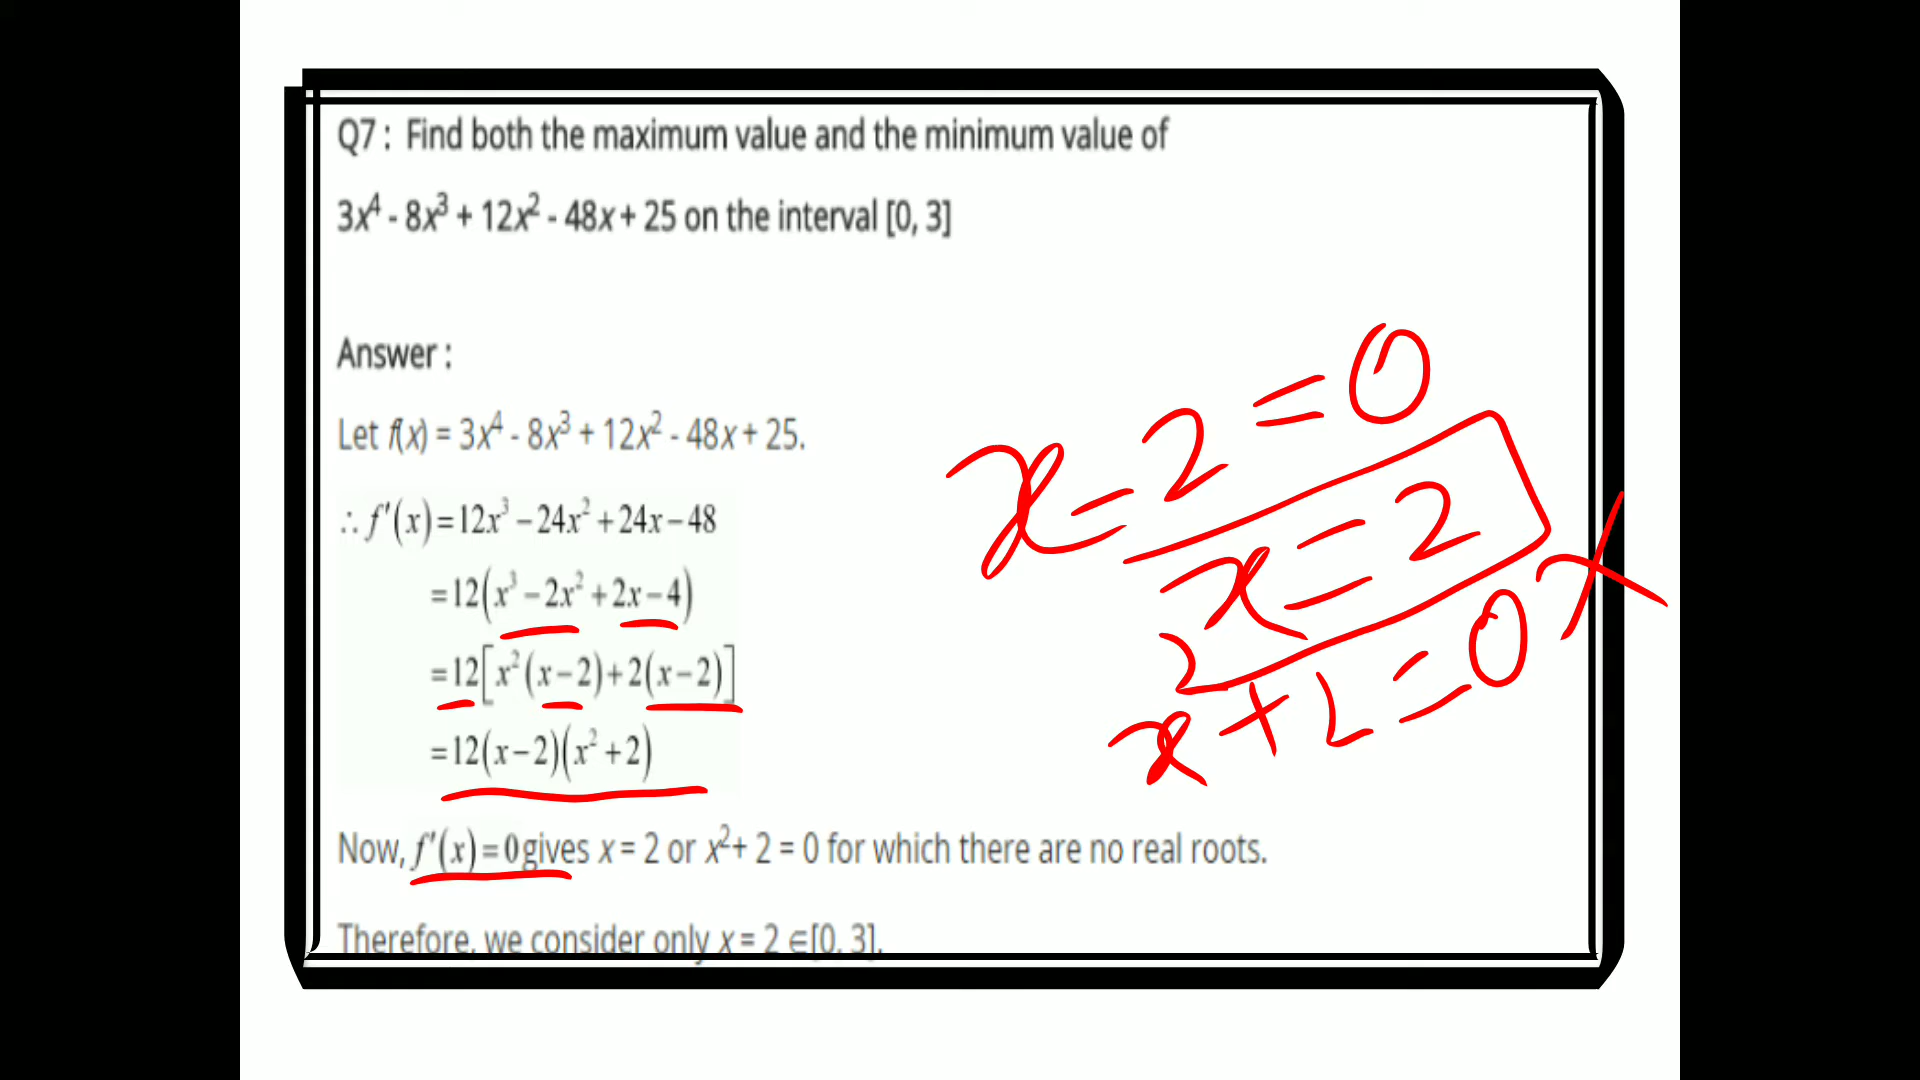 Q7 : Find both the maximum value and the minimum value of
3x⁴ - 8x³ + 12x² - 48x + 25 on the interval [0, 3]
Answer :
Let f(x) = 3x⁴ - 8x³ + 12x² - 48x + 25.
∴ f'(x) = 12x³ − 24x² + 24x − 48
= 12(x³ − 2x² + 2x − 4)
= 12[x²(x − 2) + 2(x − 2)]
= 12(x − 2)(x² + 2)
Now, f'(x) = 0 gives x = 2 or x² + 2 = 0 for which there are no real roots.
Therefore, we consider only x = 2 ∈[0, 3].
x - 2 = 0
x = 2
x² + 2 = 0 x